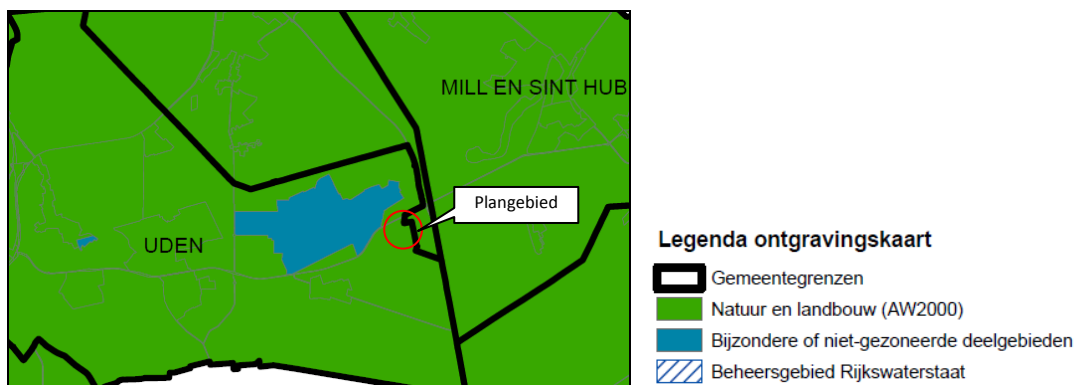 MILL EN SINT HUB
Plangebied
UDEN
Legenda ontgravingskaart
Gemeentegrenzen
Natuur en landbouw (AW2000)
Bijzondere of niet-gezoneerde deelgebieden
Beheersgebied Rijkswaterstaat